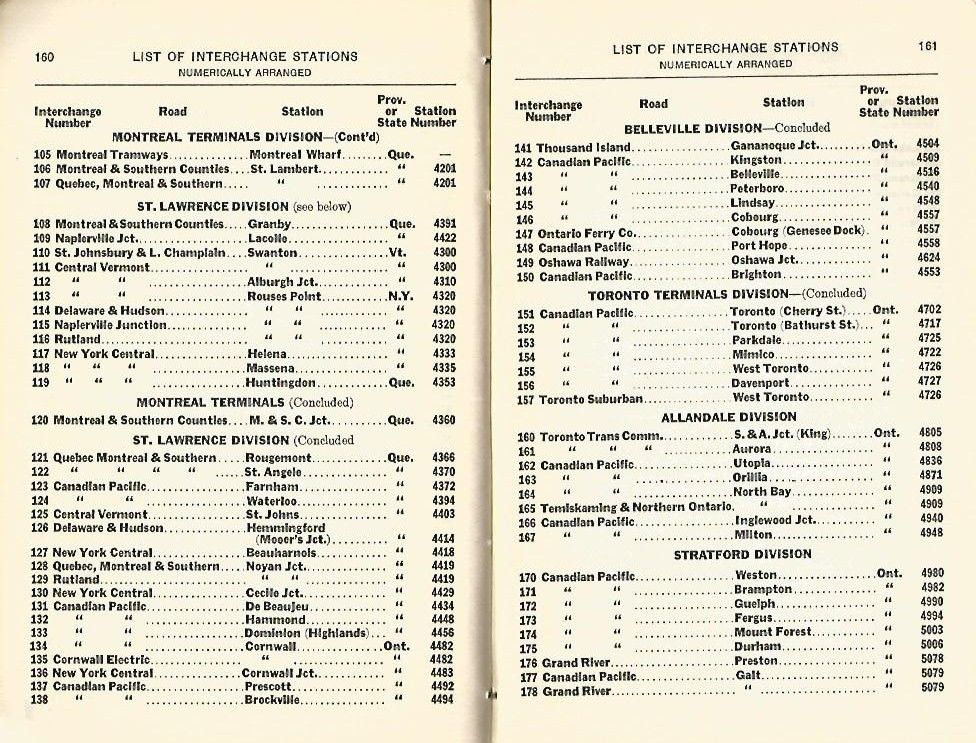 160 LIST OF INTERCHANGE STATIONS
NUMERICALLY ARRANGED
Interchange Number Road Station Prov. or State Station Number
MONTREAL TERMINALS DIVISION—(Cont'd)
105 Montreal Tramways..............Montreal Wharf........Que. —
106 Montreal & Southern Counties....St. Lambert............. “ 4201
107 Quebec, Montreal & Southern..... “ ............. “ 4201
ST. LAWRENCE DIVISION (see below)
108 Montreal & Southern Counties.....Granby.................Que. 4391
109 Naplerville Jct...................Lacolle................ “ 4422
110 St. Johnsbury & L. Champlain....Swanton...............Vt. 4300
111 Central Vermont................. “ ............. “ 4300
112 “ “ ................Alburgh Jct............. “ 4310
113 “ “ ................Rouses Point...........N.Y. 4320
114 Delaware & Hudson............... “ “ ........... “ 4320
115 Naplerville Junction.............. “ “ ........... “ 4320
116 Rutland.......................... “ “ ........... “ 4320
117 New York Central................Helena................. “ 4333
118 “ “ “ ..............Massena............... “ 4335
119 “ “ “ ..............Huntingdon............Que. 4353
MONTREAL TERMINALS (Concluded)
120 Montreal & Southern Counties....M. & S. C. Jct..........Que. 4360
ST. LAWRENCE DIVISION (Concluded
121 Quebec Montreal & Southern.....Rougemont............Que. 4366
122 “ “ “ “ .....St. Angele.............. “ 4370
123 Canadian Pacific.................Farnham............... “ 4372
124 “ “ ................Waterloo............... “ 4394
125 Central Vermont.................St. Johns............... “ 4403
126 Delaware & Hudson..............Hemmingford
(Mooer's Jct.).......... “ 4414
127 New York Central................Beauharnois............ “ 4418
128 Quebec, Montreal & Southern.....Noyan Jct.............. “ 4419
129 Rutland.......................... “ “ ............ “ 4419
130 New York Central................Cecile Jct............... “ 4429
131 Canadian Pacific.................De Beaujeu............. “ 4434
132 “ “ ................Hammond............. “ 4448
133 “ “ ................Dominion (Highlands)... “ 4456
134 “ “ ................Cornwall...............Ont. 4482
135 Cornwall Electric................. “ ............... “ 4482
136 New York Central................Cornwall Jct............ “ 4483
137 Canadian Pacific.................Prescott................ “ 4492
138 “ “ ................Brockville............... “ 4494
LIST OF INTERCHANGE STATIONS 161
NUMERICALLY ARRANGED
Interchange Number Road Station Prov. or State Station Number
BELLEVILLE DIVISION—Concluded
141 Thousand Island..................Gananoque Jct..........Ont. 4504
142 Canadian Pacific.................Kingston............... “ 4509
143 “ “ ................Belleville............... “ 4516
144 “ “ ................Peterboro.............. “ 4540
145 “ “ ................Lindsay................ “ 4548
146 “ “ ................Cobourg............... “ 4557
147 Ontario Ferry Co.................Cobourg (Genesee Dock). “ 4557
148 Canadian Pacific.................Port Hope.............. “ 4558
149 Oshawa Railway.................Oshawa Jct............. “ 4624
150 Canadian Pacific.................Brighton............... “ 4553
TORONTO TERMINALS DIVISION—(Concluded)
151 Canadian Pacific.................Toronto (Cherry St.).....Ont. 4702
152 “ “ ................Toronto (Bathurst St.)... “ 4717
153 “ “ ................Parkdale............... “ 4725
154 “ “ ................Mimico................ “ 4722
155 “ “ ................West Toronto........... “ 4726
156 “ “ ................Davenport............. “ 4727
157 Toronto Suburban...............West Toronto........... “ 4726
ALLANDALE DIVISION
160 Toronto Trans Comm.............S. & A. Jct. (King)........Ont. 4805
161 “ “ “ .............Aurora................. “ 4808
162 Canadian Pacific.................Utopia................. “ 4836
163 “ “ ................Orillia.................. “ 4871
164 “ “ ................North Bay.............. “ 4909
165 Temiskaming & Northern Ontario. “ .............. “ 4909
166 Canadian Pacific.................Inglewood Jct........... “ 4940
167 “ “ ................Milton................. “ 4948
STRATFORD DIVISION
170 Canadian Pacific.................Weston................Ont. 4980
171 “ “ ................Brampton.............. “ 4982
172 “ “ ................Guelph................. “ 4990
173 “ “ ................Fergus................. “ 4994
174 “ “ ................Mount Forest........... “ 5003
175 “ “ ................Durham............... “ 5006
176 Grand River.....................Preston................ “ 5078
177 Canadian Pacific.................Galt................... “ 5079
178 Grand River..................... “ ................... “ 5079